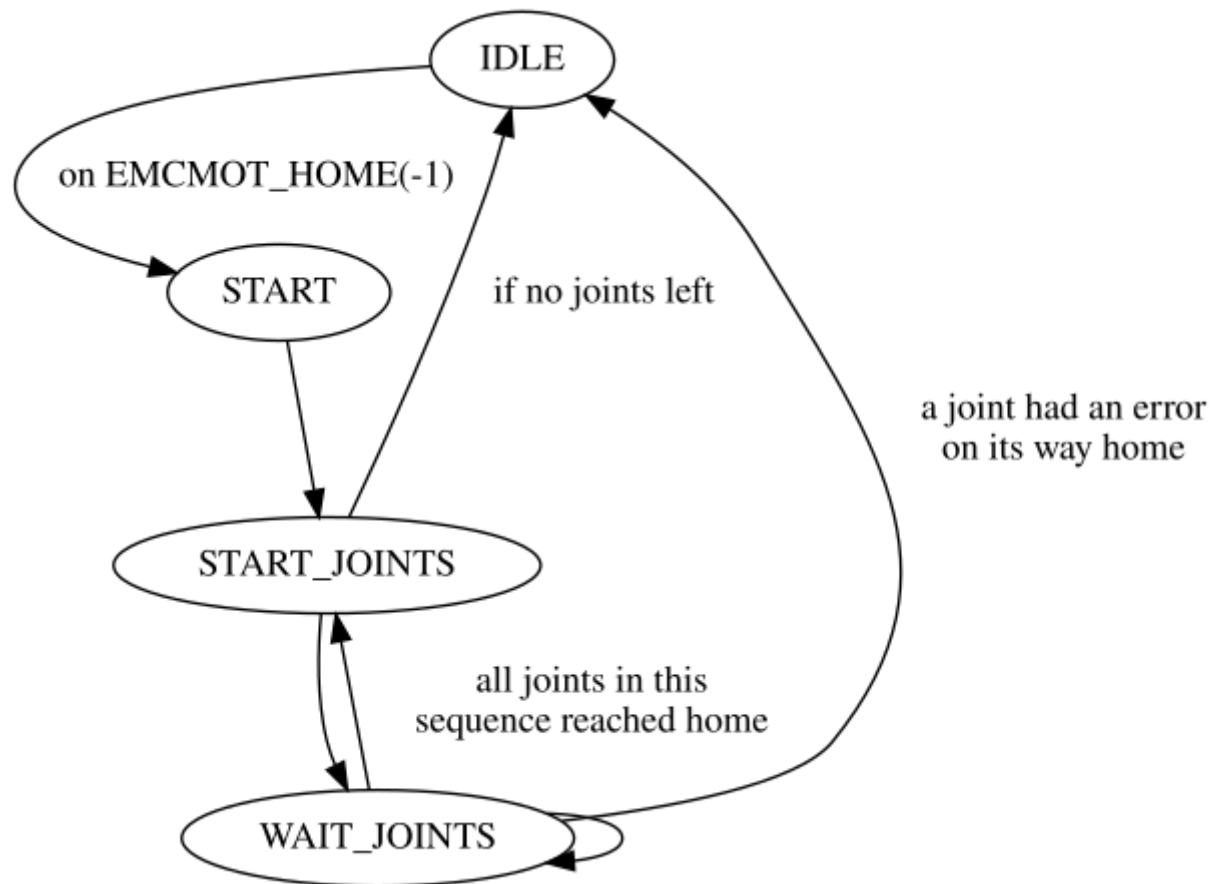 IDLE
on EMCMOT_HOME(-1)
START
if no joints left
a joint had an error
on its way home
START_JOINTS
all joints in this
sequence reached home
WAIT_JOINTS